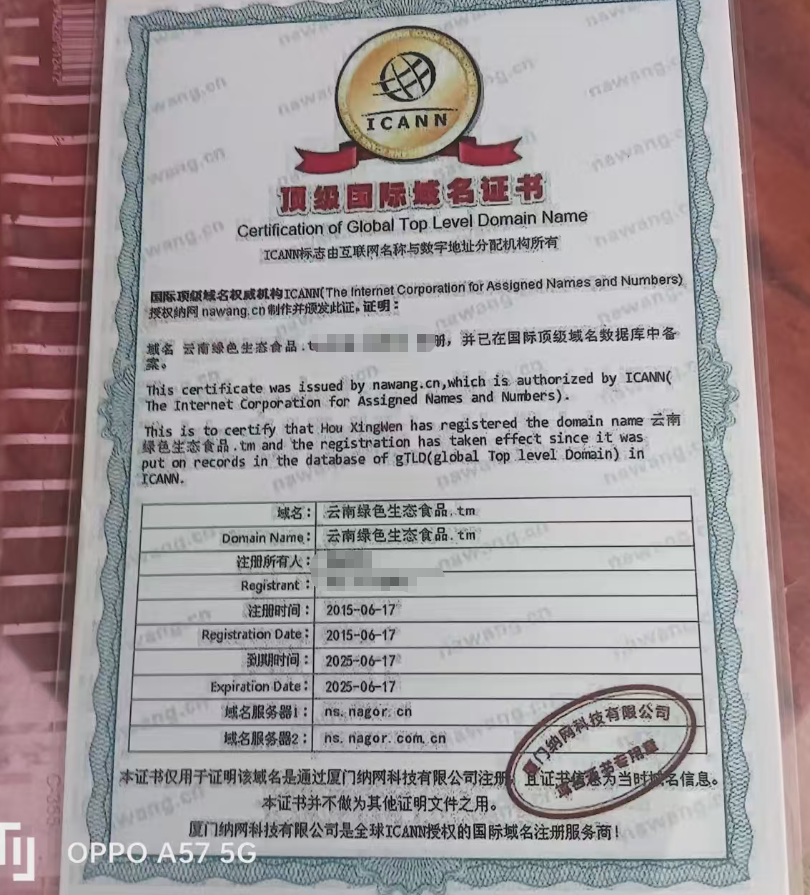 ICANN
顶级国际域名证书
Certification of Global Top Level Domain Name
ICANN标志由互联网名称与数字地址分配机构所有
国际顶级域名权威机构ICANN(The Internet Corporation for Assigned Names and Numbers)
授权纳网 nawang.cn 制作并颁发此证,证明：
域名 云南绿色生态食品.t 册，并已在国际顶级域名数据库中备
案。
This certificate was issued by nawang.cn,which is authorized by ICANN(
The Internet Corporation for Assigned Names and Numbers).
This is to certify that Hou XingWen has registered the domain name 云南
绿色生态食品.tm and the registration has taken effect since it was
put on records in the database of gTLD(global Top level Domain) in
ICANN.
域名： 云南绿色生态食品.tm
Domain Name： 云南绿色生态食品.tm
注册所有人：
Registrant：
注册时间： 2015-06-17
Registration Date： 2015-06-17
到期时间： 2025-06-17
Expiration Date： 2025-06-17
域名服务器1： ns.nagor.cn
域名服务器2： ns.nagor.com.cn
厦门纳网科技有限公司
证书专用章
本证书仅用于证明该域名是通过厦门纳网科技有限公司注册，且证书信息为当时域名信息。
本证书并不做为其他证明文件之用。
厦门纳网科技有限公司是全球ICANN授权的国际域名注册服务商！
OPPO A57 5G